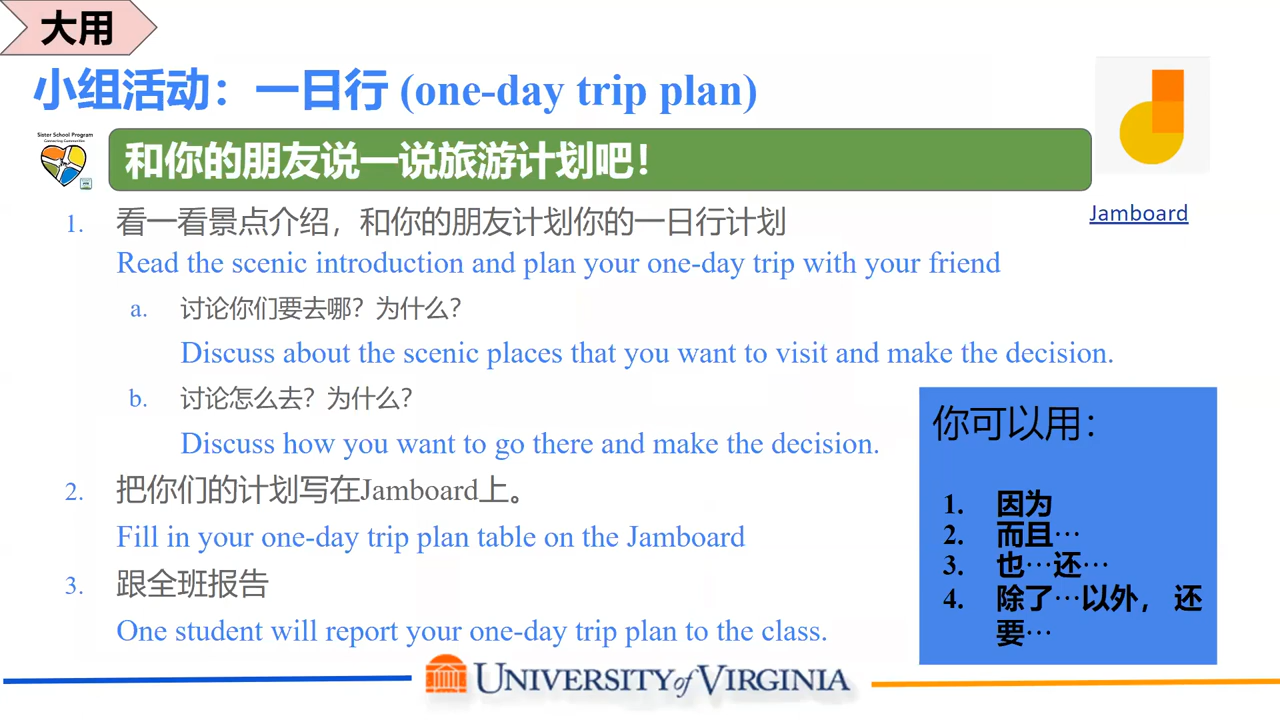 大用
小组活动：一日行 (one-day trip plan)
Sister School Program
Connecting Communities
和你的朋友说一说旅游计划吧！
Jamboard
1. 看一看景点介绍，和你的朋友计划你的一日行计划
Read the scenic introduction and plan your one-day trip with your friend
a. 讨论你们要去哪？为什么？
Discuss about the scenic places that you want to visit and make the decision.
b. 讨论怎么去？为什么？
Discuss how you want to go there and make the decision.
2. 把你们的计划写在Jamboard上。
Fill in your one-day trip plan table on the Jamboard
3. 跟全班报告
One student will report your one-day trip plan to the class.
你可以用：
1. 因为
2. 而且…
3. 也…还…
4. 除了…以外， 还
要…
UNIVERSITY of VIRGINIA